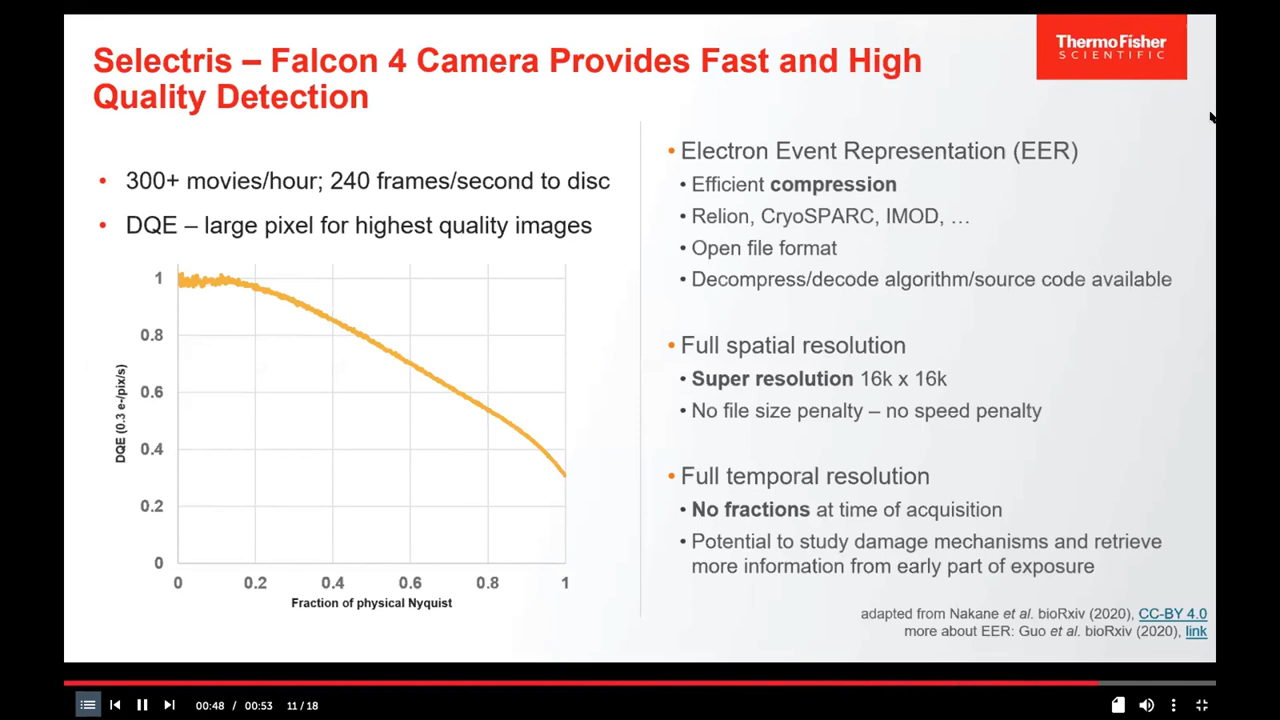 Selectris – Falcon 4 Camera Provides Fast and High
Quality Detection
ThermoFisher
SCIENTIFIC
• 300+ movies/hour; 240 frames/second to disc
• DQE – large pixel for highest quality images
1
0.8
0.6
0.4
0.2
0
DQE (0.3 e-/pix/s)
0 0.2 0.4 0.6 0.8 1
Fraction of physical Nyquist
• Electron Event Representation (EER)
• Efficient compression
• Relion, CryoSPARC, IMOD, …
• Open file format
• Decompress/decode algorithm/source code available
• Full spatial resolution
• Super resolution 16k x 16k
• No file size penalty – no speed penalty
• Full temporal resolution
• No fractions at time of acquisition
• Potential to study damage mechanisms and retrieve
more information from early part of exposure
adapted from Nakane et al. bioRxiv (2020), CC-BY 4.0
more about EER: Guo et al. bioRxiv (2020), link
00:48 / 00:53 11 / 18